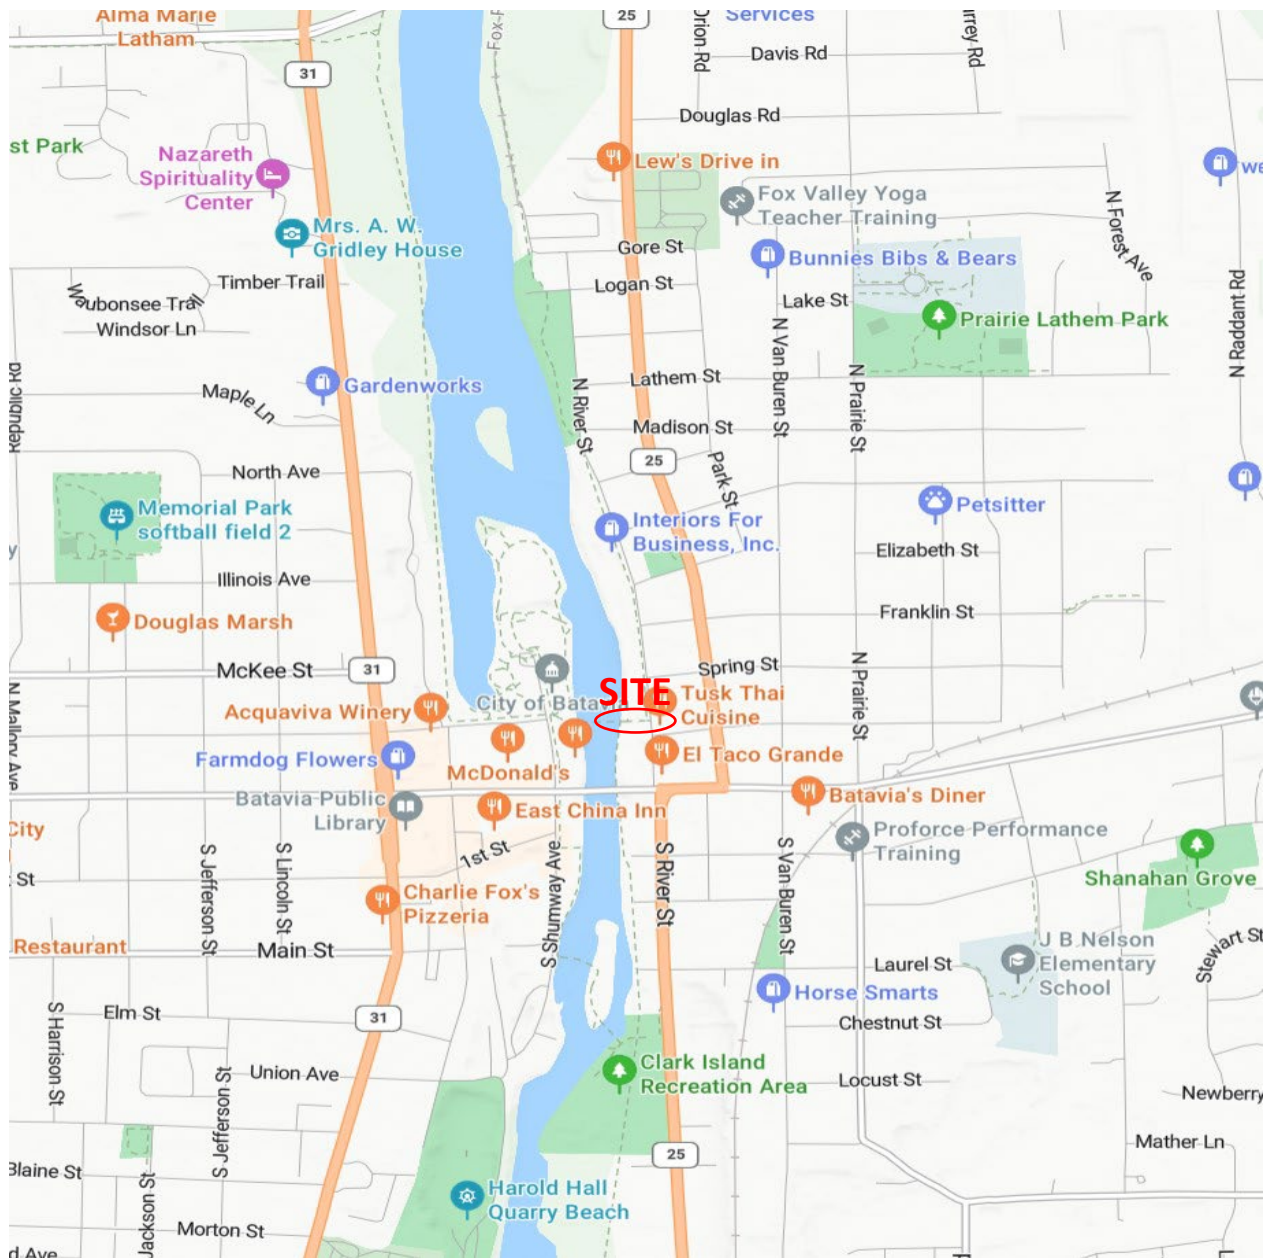 Alma Marie
Latham
25
Services
Orion Rd
Davis Rd
31
Douglas Rd
st Park
Nazareth
Spirituality
Center
Lew's Drive in
Fox Valley Yoga
Teacher Training
N Forest Ave
Mrs. A. W.
Gridley House
Gore St
Bunnies Bibs & Bears
Timber Trail
Logan St
Waubonsee Trail
Windsor Ln
Lake St
Prairie Lathem Park
N Raddant Rd
N Van Buren St
Gardenworks
Maple Ln
Lathem St
N River St
N Prairie St
Madison St
North Ave
25
Park St
Memorial Park
softball field 2
Interiors For
Business, Inc.
Petsitter
Elizabeth St
Illinois Ave
Douglas Marsh
Franklin St
McKee St
31
Spring St
N Prairie St
N Mallory Ave
SITE
City of Batavia
Tusk Thai
Cuisine
Acquaviva Winery
Farmdog Flowers
McDonald's
El Taco Grande
Batavia Public
Library
East China Inn
Batavia's Diner
City
1st St
Proforce Performance
Training
St
S Jefferson St
S Lincoln St
S Shumway Ave
S River St
S Van Buren St
Shanahan Grove
Charlie Fox's
Pizzeria
Restaurant
Main St
J B Nelson
Elementary
School
Laurel St
Stewart St
Horse Smarts
S Harrison St
Elm St
31
Chestnut St
Union Ave
Clark Island
Recreation Area
Locust St
S Jefferson St
Newberry
Mather Ln
25
Blaine St
Jackson St
Harold Hall
Quarry Beach
Morton St
d Ave